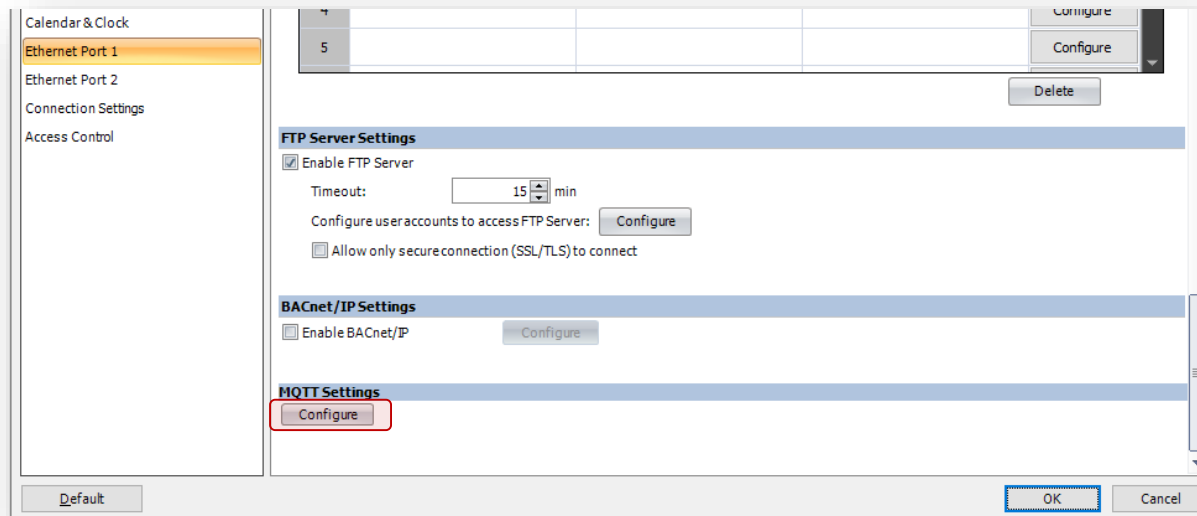 Calendar & Clock
Ethernet Port 1
Ethernet Port 2
Connection Settings
Access Control
4 Configure
5 Configure
Delete
FTP Server Settings
Enable FTP Server
Timeout: 15 min
Configure user accounts to access FTP Server: Configure
Allow only secure connection (SSL/TLS) to connect
BACnet/IP Settings
Enable BACnet/IP Configure
MQTT Settings
Configure
Default OK Cancel